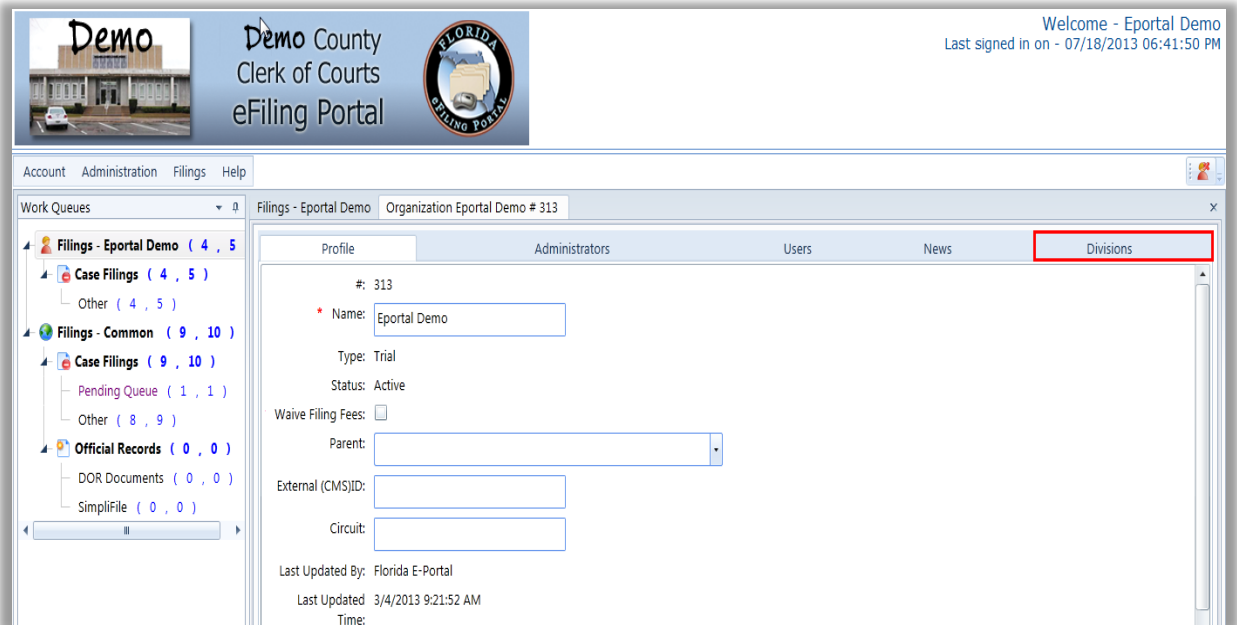 Demo
Demo County
Clerk of Courts
eFiling Portal
FLORIDA
eFILING PORTAL
Welcome - Eportal Demo
Last signed in on - 07/18/2013 06:41:50 PM
Account Administration Filings Help
Work Queues
Filings - Eportal Demo ( 4 , 5
Case Filings ( 4 , 5 )
Other ( 4 , 5 )
Filings - Common ( 9 , 10 )
Case Filings ( 9 , 10 )
Pending Queue ( 1 , 1 )
Other ( 8 , 9 )
Official Records ( 0 , 0 )
DOR Documents ( 0 , 0 )
SimpliFile ( 0 , 0 )
Filings - Eportal Demo Organization Eportal Demo # 313 x
Profile Administrators Users News Divisions
#: 313
* Name: Eportal Demo
Type: Trial
Status: Active
Waive Filing Fees:
Parent:
External (CMS)ID:
Circuit:
Last Updated By: Florida E-Portal
Last Updated 3/4/2013 9:21:52 AM
Time: